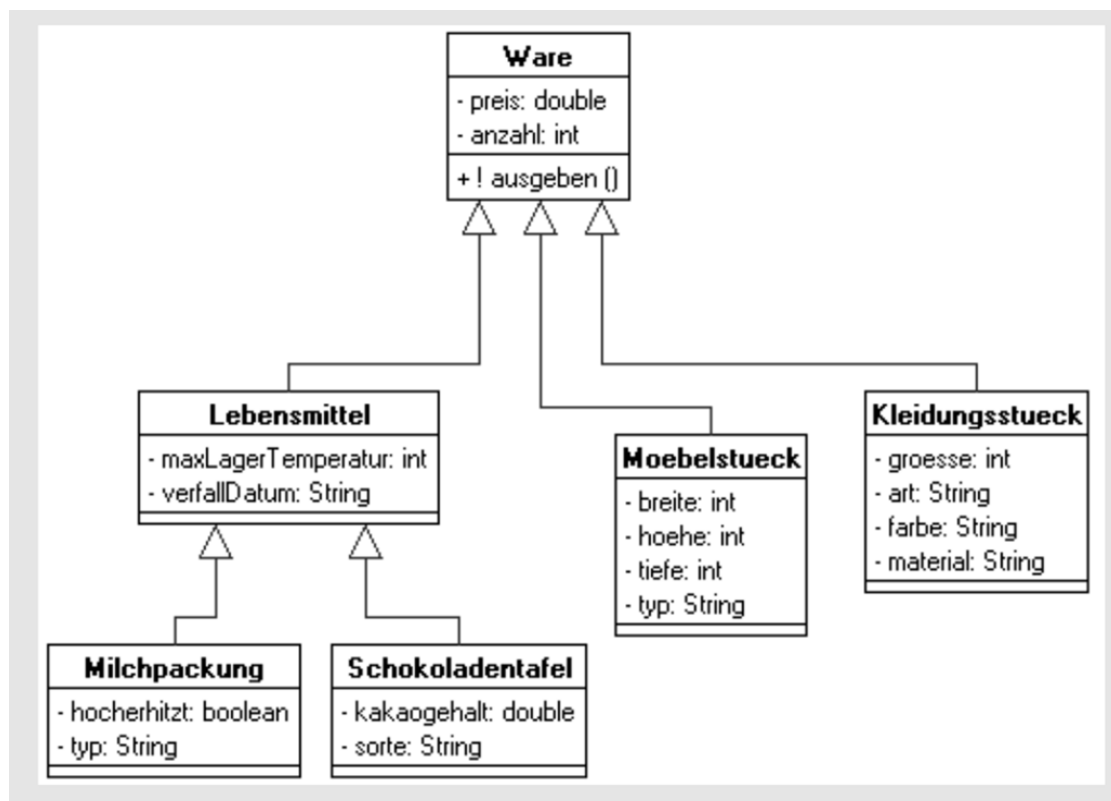 Ware
- preis: double
- anzahl: int
+ ! ausgeben ()
Lebensmittel
- maxLagerTemperatur: int
- verfallDatum: String
Moebelstueck
- breite: int
- hoehe: int
- tiefe: int
- typ: String
Kleidungsstueck
- groesse: int
- art: String
- farbe: String
- material: String
Milchpackung
- hocherhitzt: boolean
- typ: String
Schokoladentafel
- kakaogehalt: double
- sorte: String